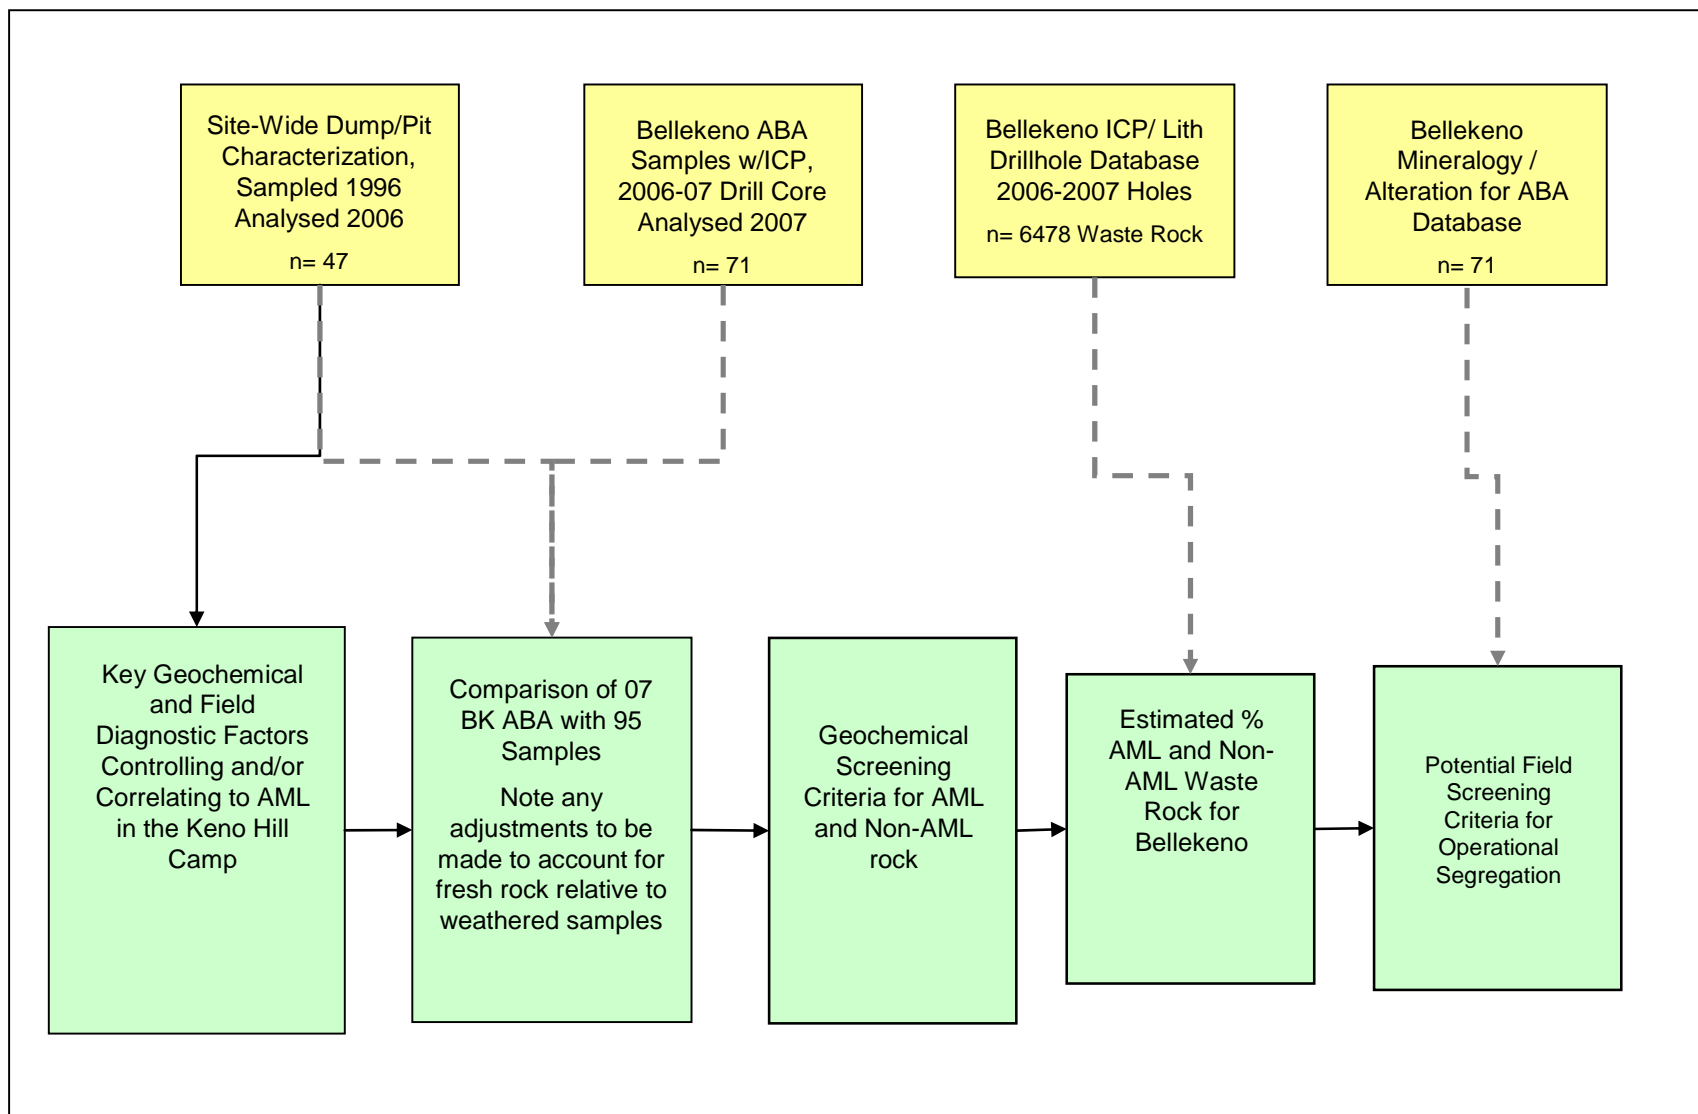 Site-Wide Dump/Pit
Characterization,
Sampled 1996
Analysed 2006
n= 47
Bellekeno ABA
Samples w/ICP,
2006-07 Drill Core
Analysed 2007
n= 71
Bellekeno ICP/ Lith
Drillhole Database
2006-2007 Holes
n= 6478 Waste Rock
Bellekeno
Mineralogy /
Alteration for ABA
Database
n= 71
Key Geochemical
and Field
Diagnostic Factors
Controlling and/or
Correlating to AML
in the Keno Hill
Camp
Comparison of 07
BK ABA with 95
Samples
Note any
adjustments to be
made to account for
fresh rock relative to
weathered samples
Geochemical
Screening
Criteria for AML
and Non-AML
rock
Estimated %
AML and Non-
AML Waste
Rock for
Bellekeno
Potential Field
Screening
Criteria for
Operational
Segregation